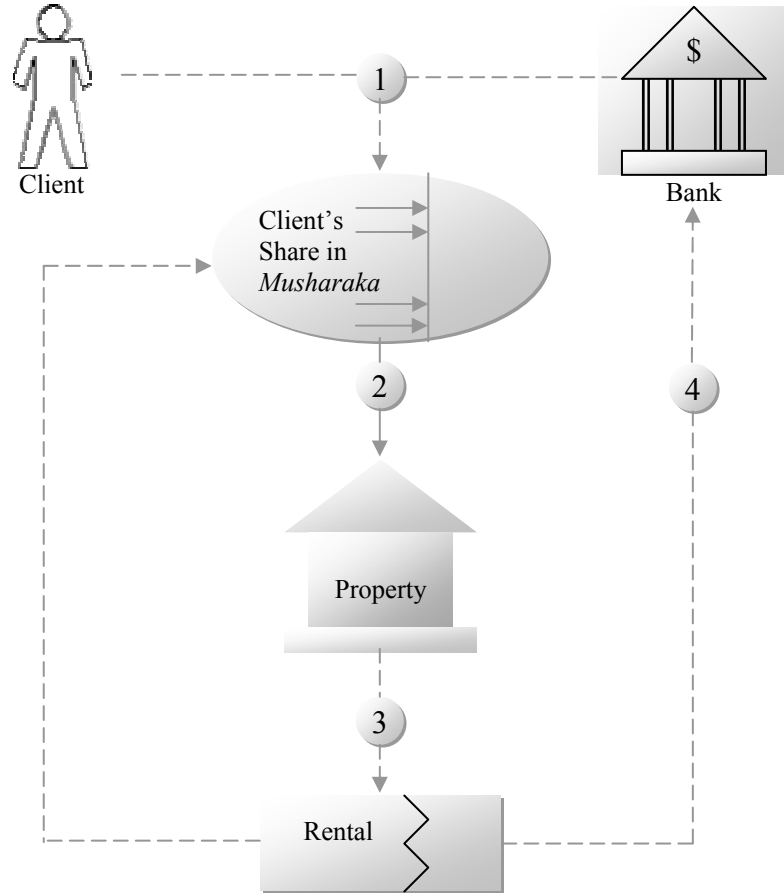 $
1
Client
Bank
Client’s
Share in
Musharaka
2
4
Property
3
Rental